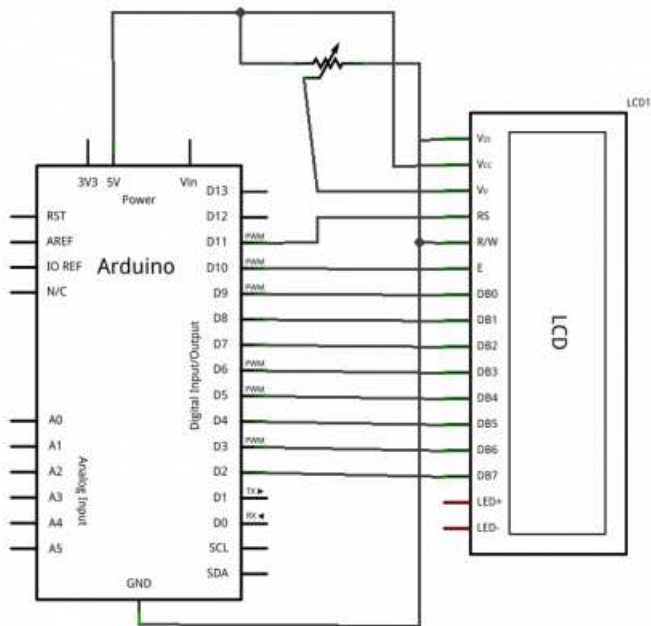 LCD1
3V3
5V
Vin
Power
Arduino
RST
AREF
IO REF
N/C
A0
A1
A2
A3
A4
A5
Analog Input
D13
D12
D11
PWM
D10
PWM
D9
PWM
D8
D7
D6
PWM
D5
PWM
D4
D3
PWM
D2
D1
TX ▶
D0
RX ◀
SCL
SDA
Digital Input/Output
GND
Vcc
RS
R/W
E
DB0
DB1
DB2
DB3
DB4
DB5
DB6
DB7
LED+
LED-
LCD